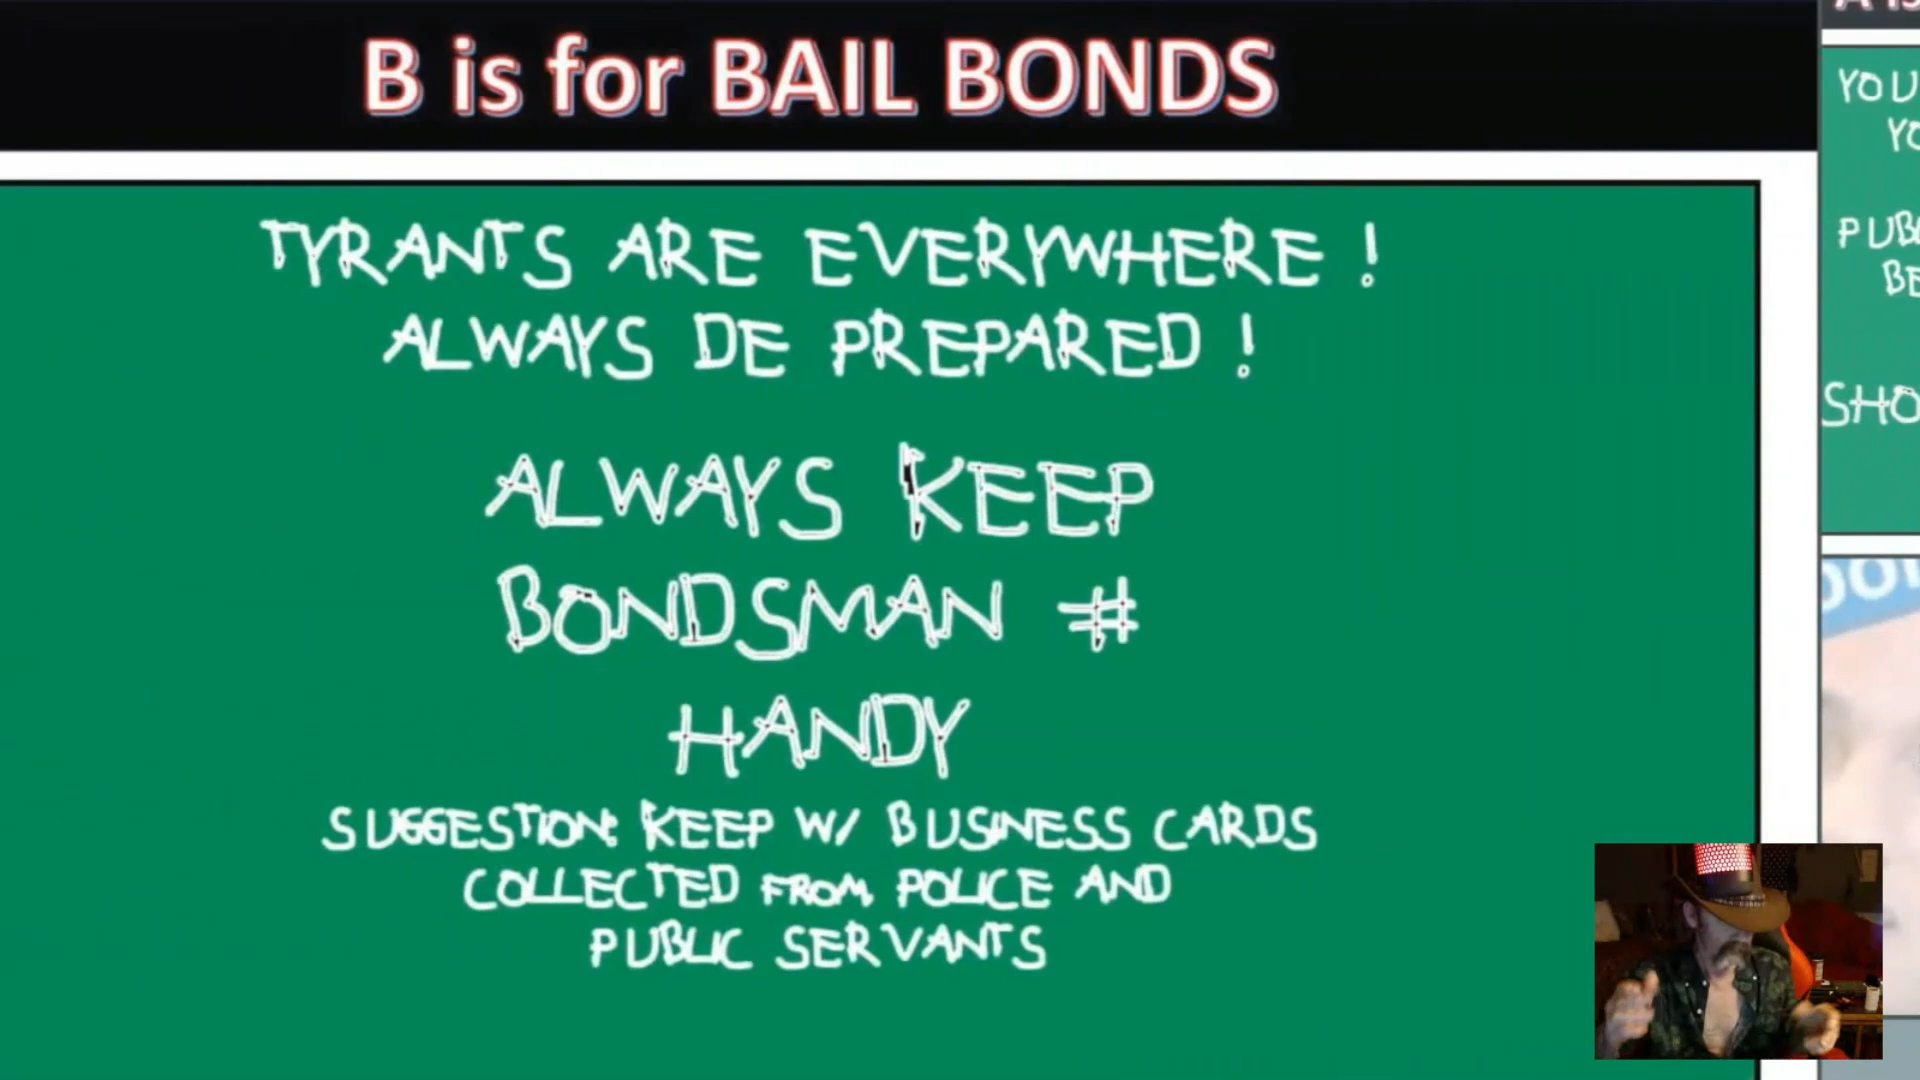 B is for BAIL BONDS
TYRANTS ARE EVERYWHERE !
ALWAYS DE PREPARED !
ALWAYS KEEP
BONDSMAN #
HANDY
SUGGESTION: KEEP W/ BUSINESS CARDS
COLLECTED FROM POLICE AND
PUBLIC SERVANTS
YOU